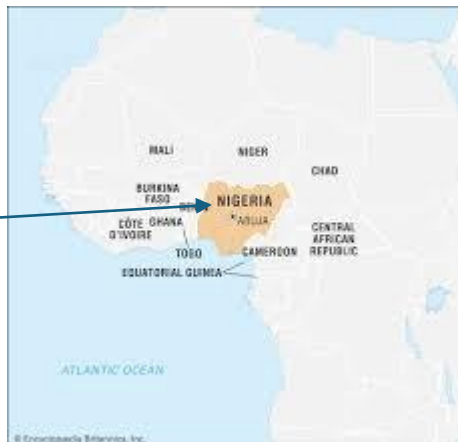 MALI
NIGER
CHAD
BURKINA
FASO
NIGERIA
ABUJA
CÔTE
D'IVOIRE
GHANA
TOGO
CENTRAL
AFRICAN
REPUBLIC
CAMEROON
EQUATORIAL GUINEA
ATLANTIC OCEAN
© Encyclopædia Britannica, Inc.